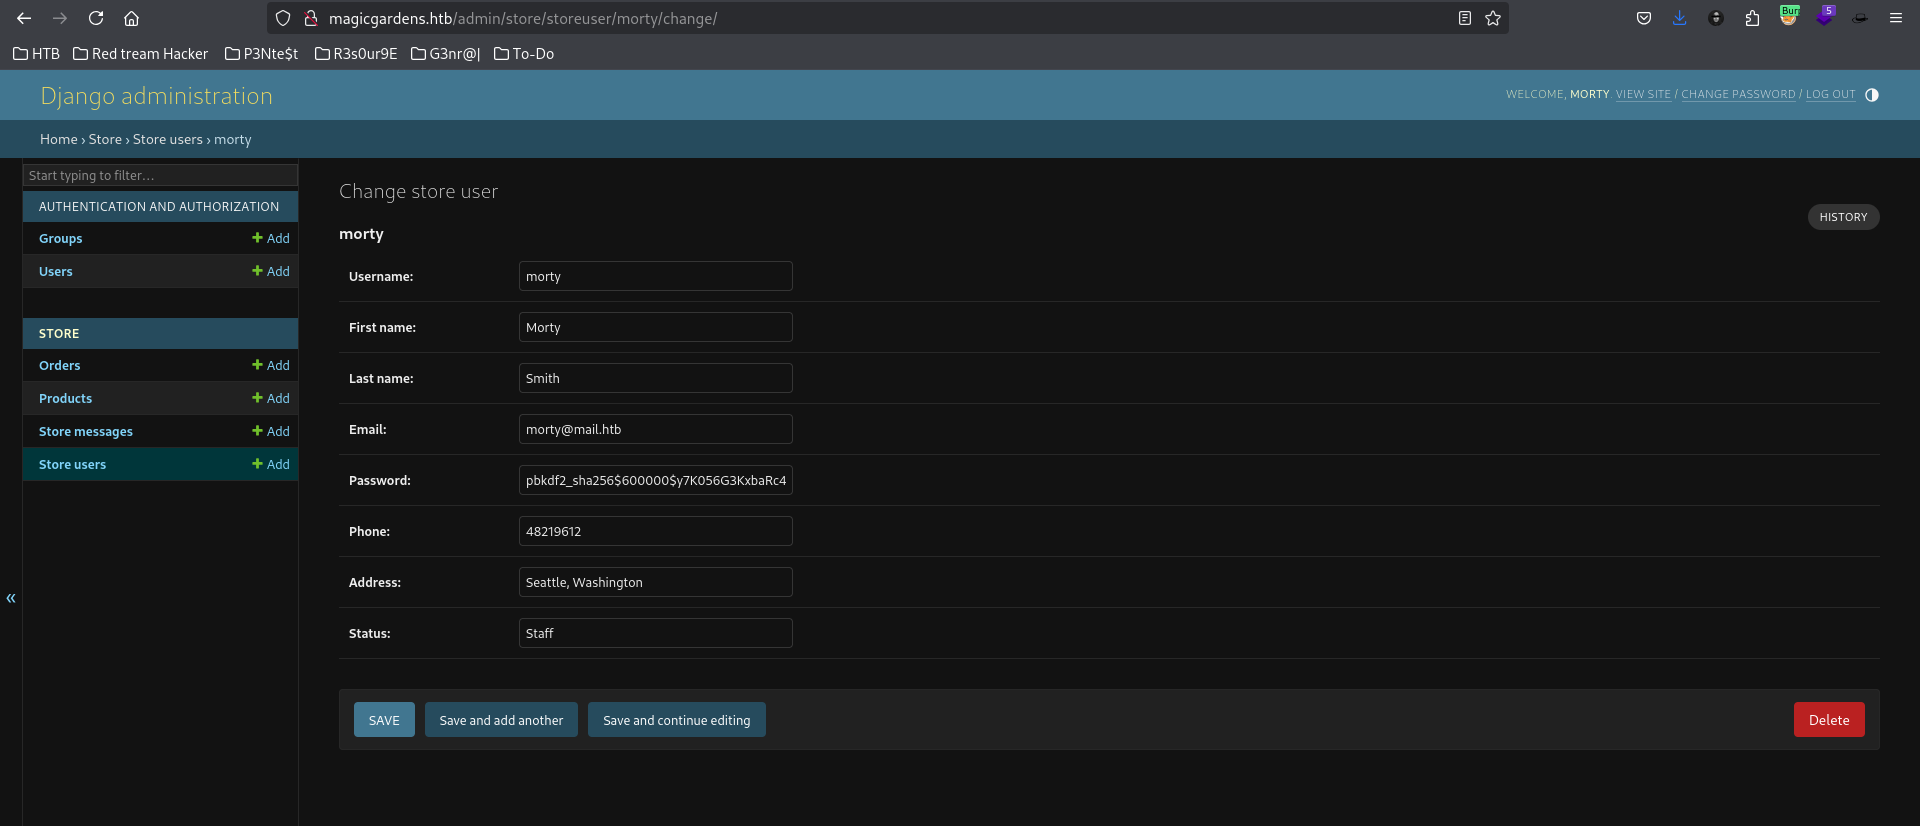 magicgardens.htb/admin/store/storeuser/morty/change/
Bur
5
HTB Red tream Hacker P3Nte$t R3s0ur9E G3nr@| To-Do
Django administration
WELCOME, MORTY. VIEW SITE / CHANGE PASSWORD / LOG OUT
Home › Store › Store users › morty
Start typing to filter…
AUTHENTICATION AND AUTHORIZATION
Groups + Add
Users + Add
STORE
Orders + Add
Products + Add
Store messages + Add
Store users + Add
«
Change store user
HISTORY
morty
Username: morty
First name: Morty
Last name: Smith
Email: morty@mail.htb
Password: pbkdf2_sha256$600000$y7K056G3KxbaRc4
Phone: 48219612
Address: Seattle, Washington
Status: Staff
SAVE Save and add another Save and continue editing Delete